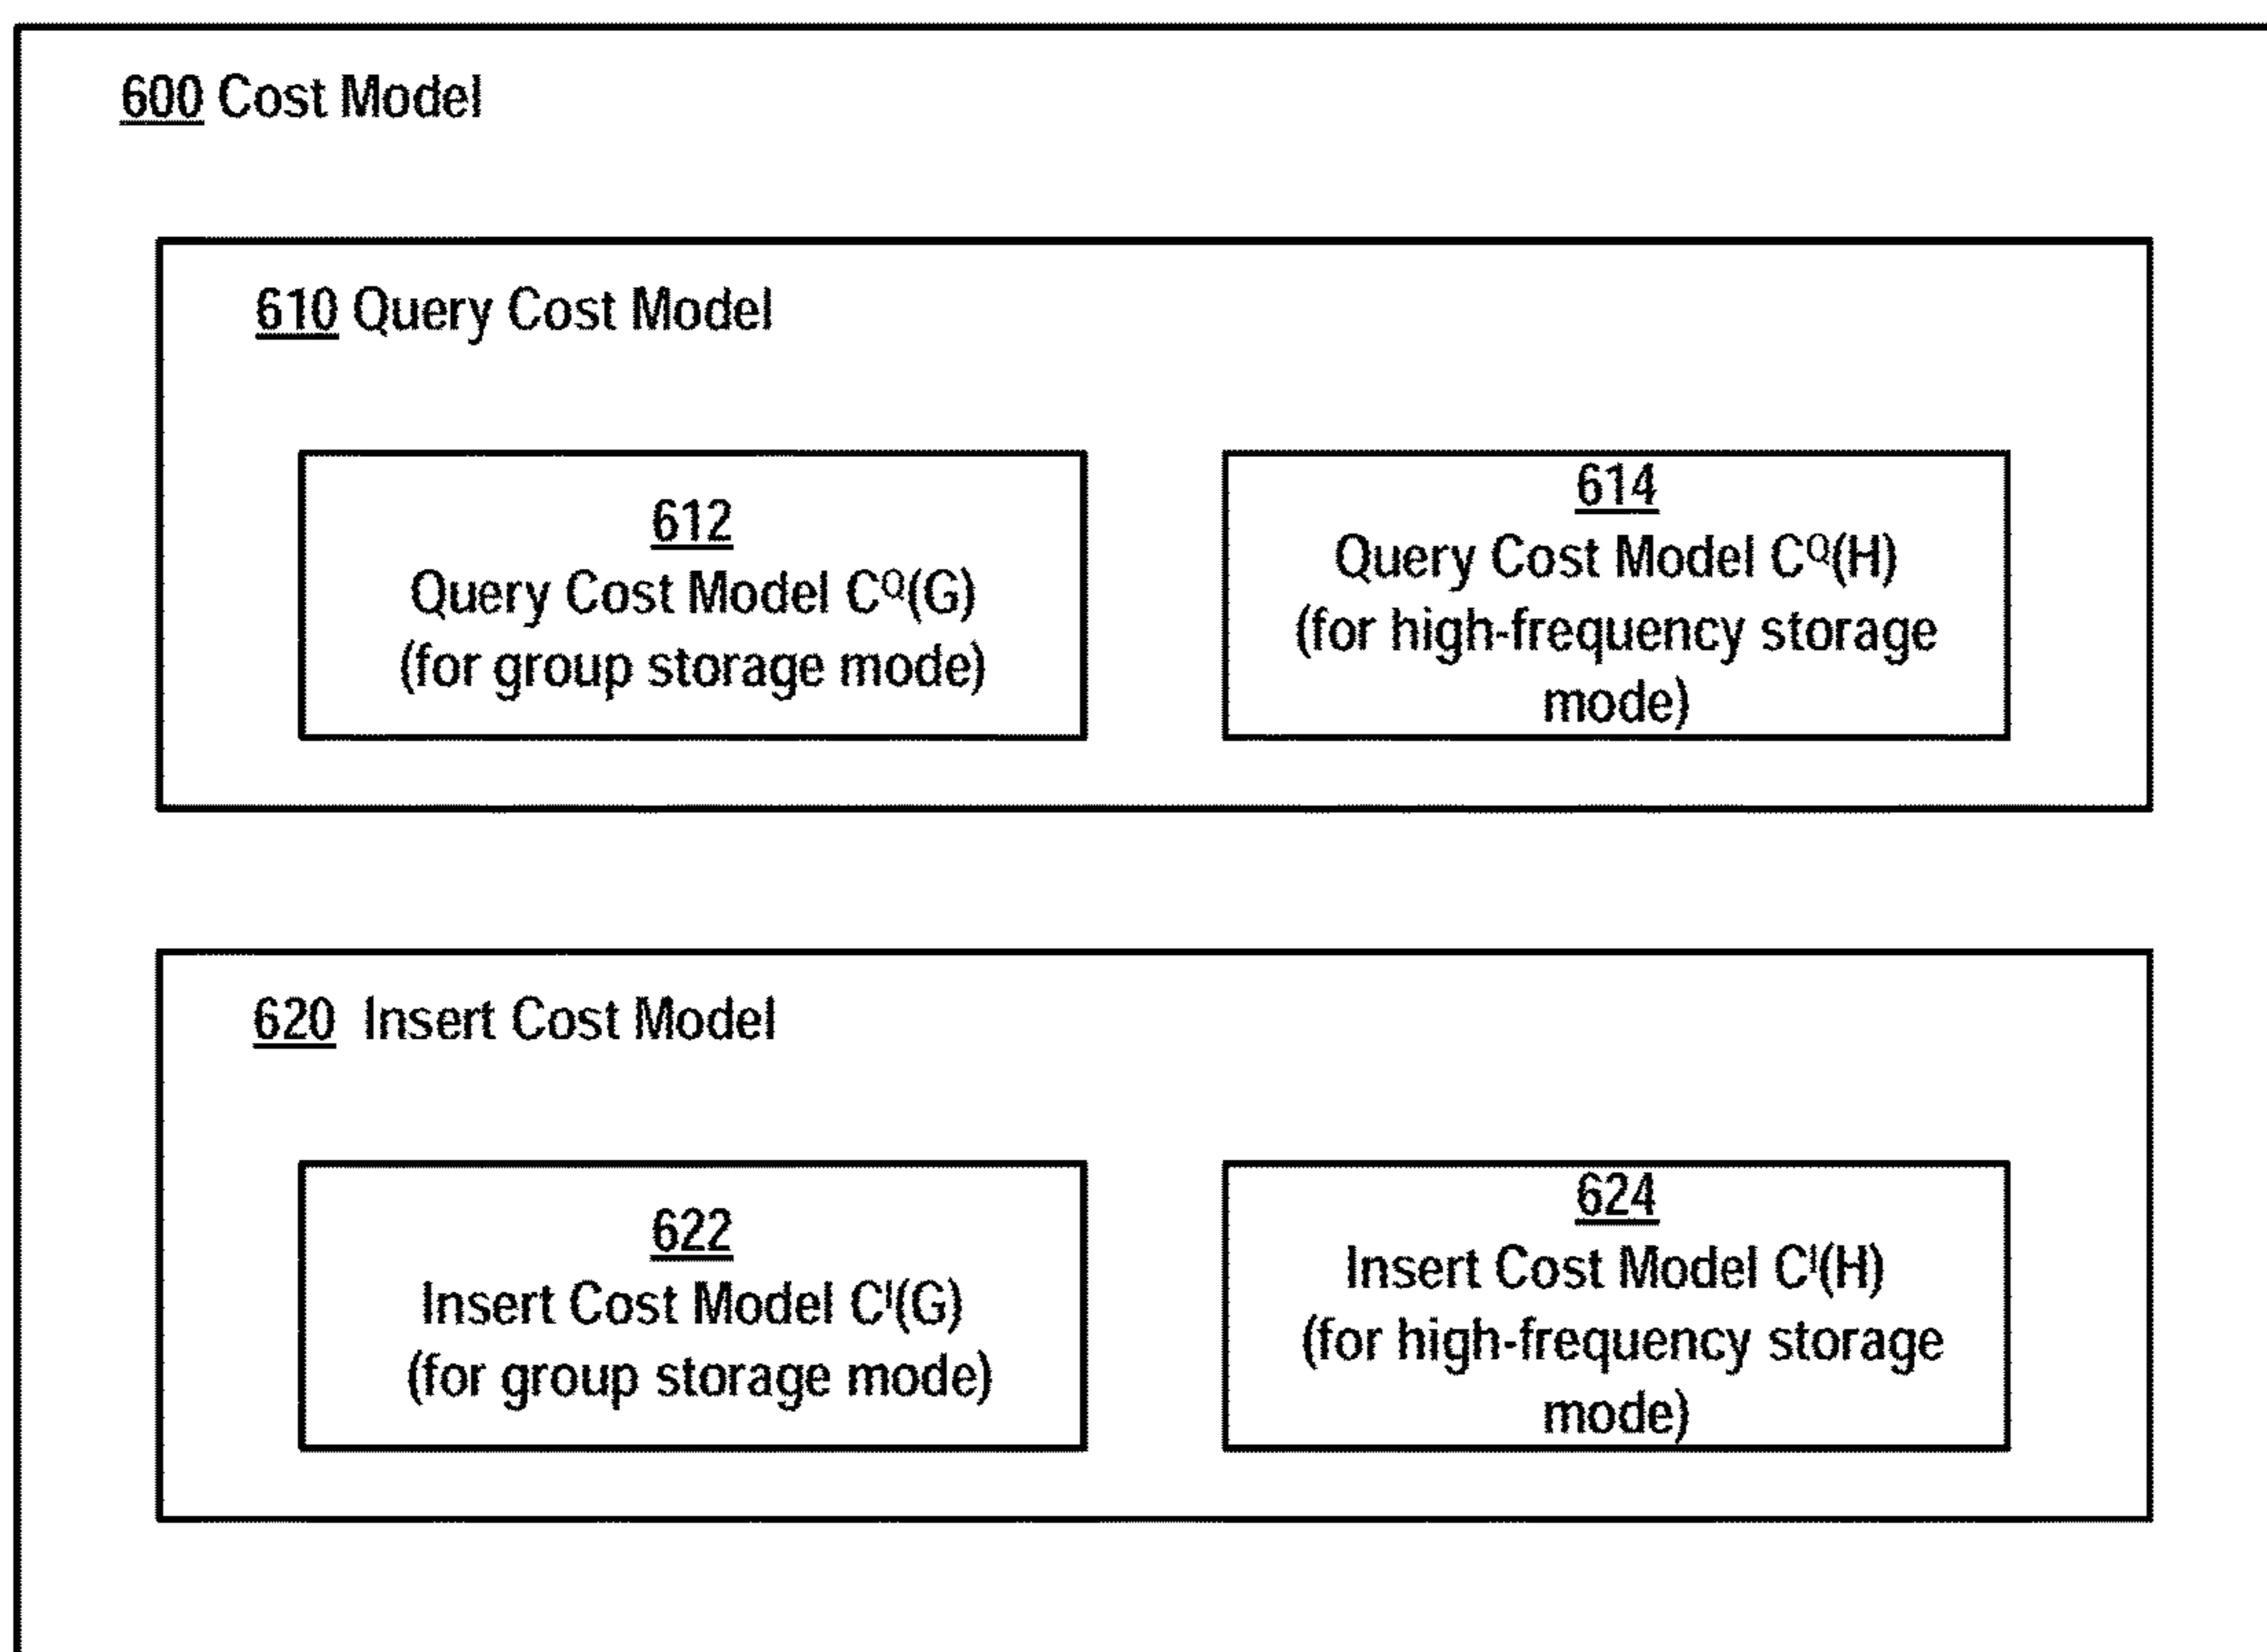 600 Cost Model
610 Query Cost Model
612
Query Cost Model Cᵠ(G)
(for group storage mode)
614
Query Cost Model Cᵠ(H)
(for high-frequency storage
mode)
620 Insert Cost Model
622
Insert Cost Model Cᴵ(G)
(for group storage mode)
624
Insert Cost Model Cᴵ(H)
(for high-frequency storage
mode)